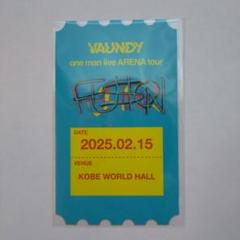 VAUNDY
one man live ARENA tour
DATE
2025.02.15
VENUE
KOBE WORLD HALL